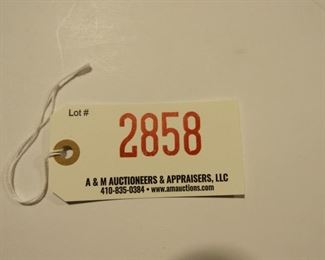 Lot #
2858
A & M AUCTIONEERS & APPRAISERS, LLC
410-835-0384 • www.amauctions.com